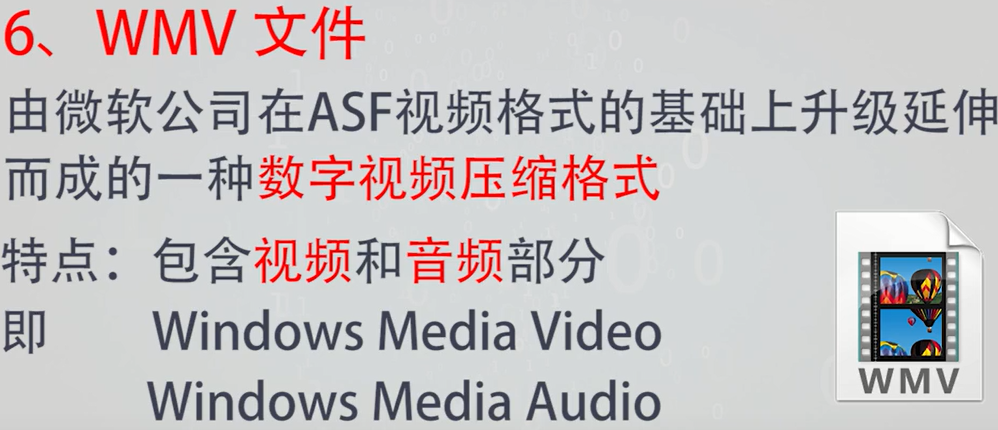 6、WMV 文件
由微软公司在ASF视频格式的基础上升级延伸
而成的一种数字视频压缩格式
特点：包含视频和音频部分
即 Windows Media Video
Windows Media Audio
WMV